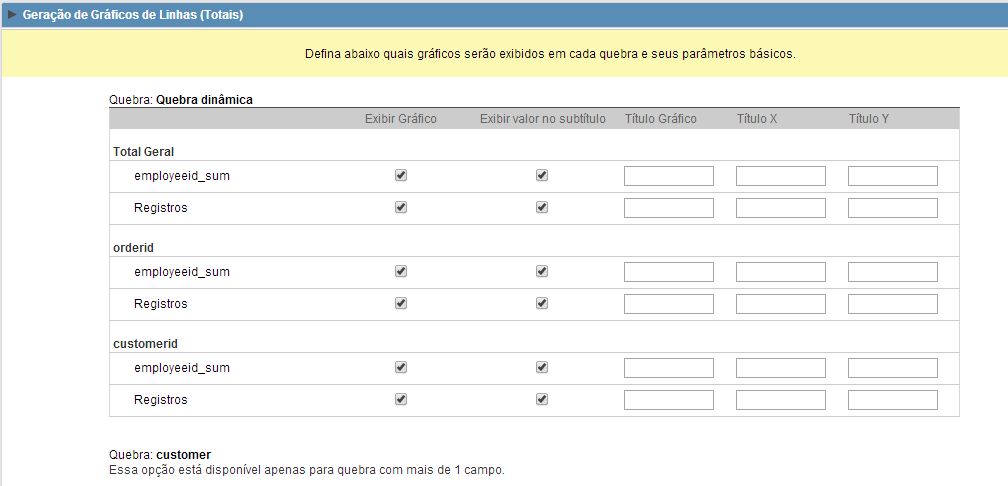 Geração de Gráficos de Linhas (Totais)
Defina abaixo quais gráficos serão exibidos em cada quebra e seus parâmetros básicos.
Quebra: Quebra dinâmica
Exibir Gráfico Exibir valor no subtítulo Título Gráfico Título X Título Y
Total Geral
employeeid_sum
Registros
orderid
employeeid_sum
Registros
customerid
employeeid_sum
Registros
Quebra: customer
Essa opção está disponível apenas para quebra com mais de 1 campo.